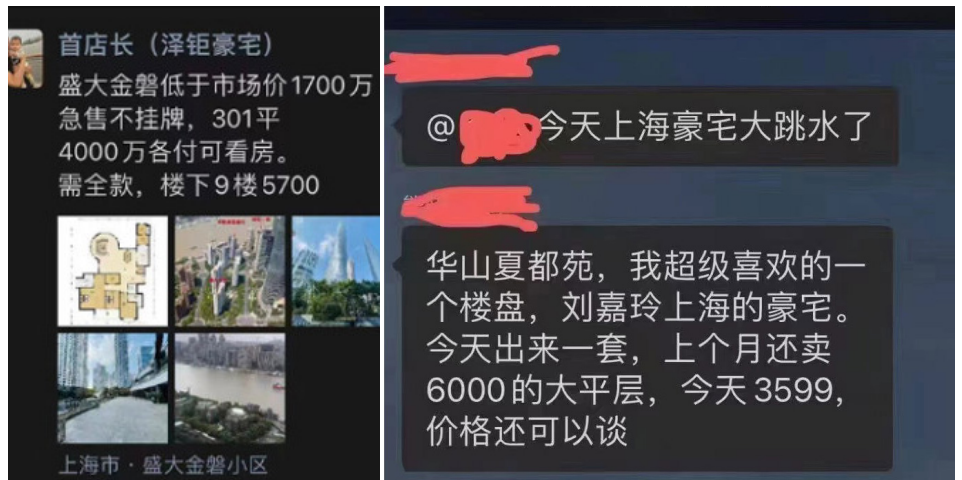 首店长（泽钜豪宅）
盛大金磐低于市场价1700万
急售不挂牌，301平
4000万各付可看房。
需全款，楼下9楼5700
上海市·盛大金磐小区
@今天上海豪宅大跳水了
华山夏都苑，我超级喜欢的一
个楼盘，刘嘉玲上海的豪宅。
今天出来一套，上个月还卖
6000的大平层，今天3599，
价格还可以谈